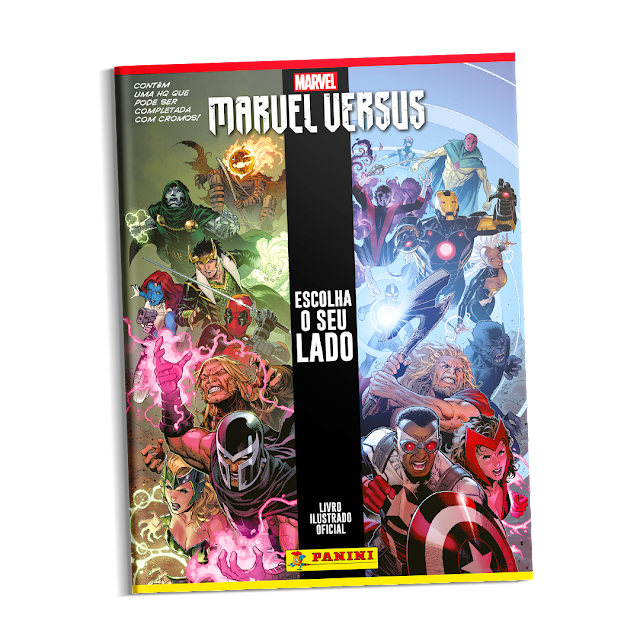 CONTÉM
UMA HQ QUE
PODE SER
COMPLETADA
COM CROMOS!
MARVEL
MARVEL VERSUS
ESCOLHA
O SEU
LADO
LIVRO
ILUSTRADO
OFICIAL
PANINI